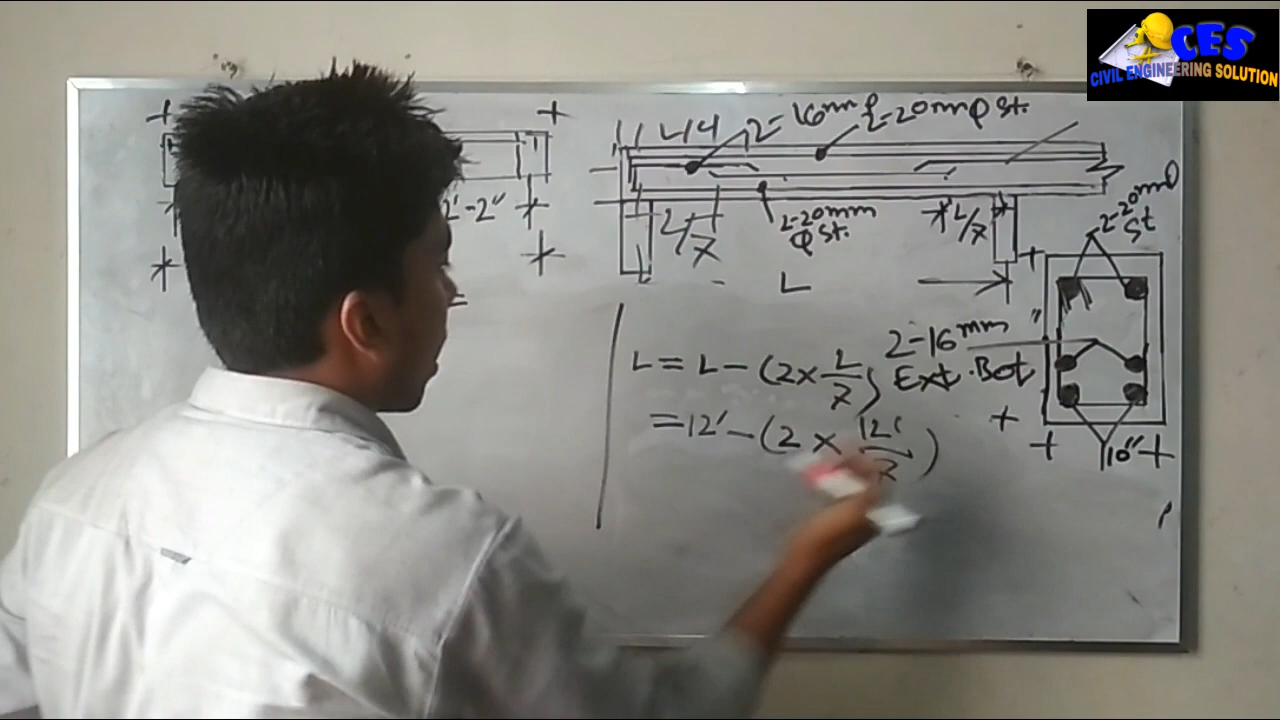 CES
CIVIL ENGINEERING SOLUTION
L/4
2-16mm
2-20mm φ st.
2'-2"
L/7
2-20mm
φ st.
L/7
2-20mm
st
L
L = L - (2 × L/7)
2-16mm
Ext. Bot
= 12' - (2 × 12'/7)
10"